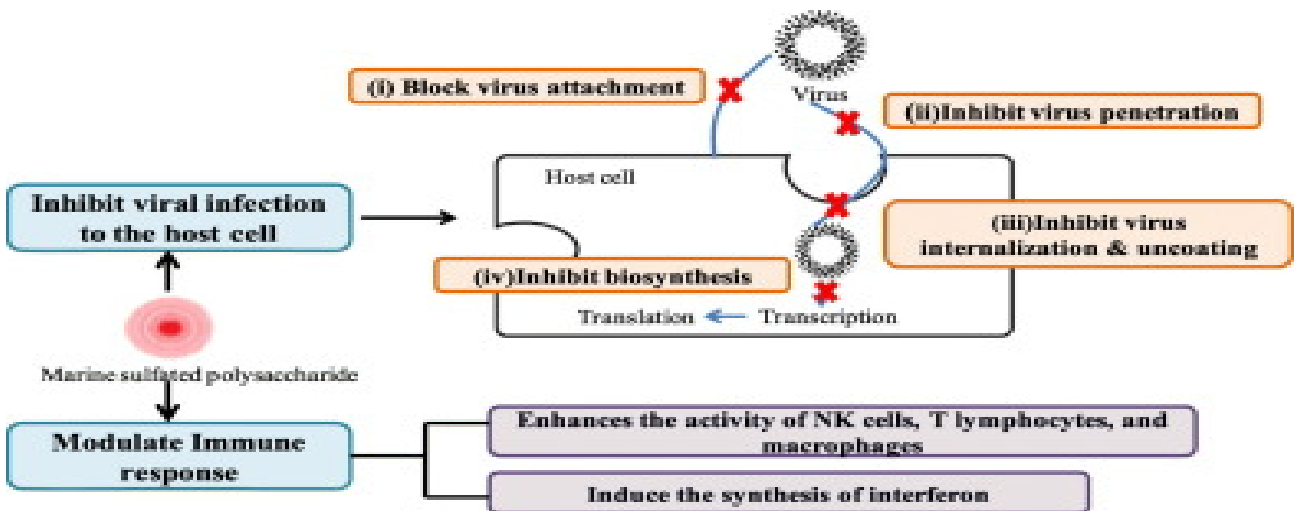 (i) Block virus attachment
Virus
(ii)Inhibit virus penetration
Host cell
Inhibit viral infection
to the host cell
(iii)Inhibit virus
internalization & uncoating
(iv)Inhibit biosynthesis
Translation
Transcription
Marine sulfated polysaccharide
Modulate Immune
response
Enhances the activity of NK cells, T lymphocytes, and
macrophages
Induce the synthesis of interferon